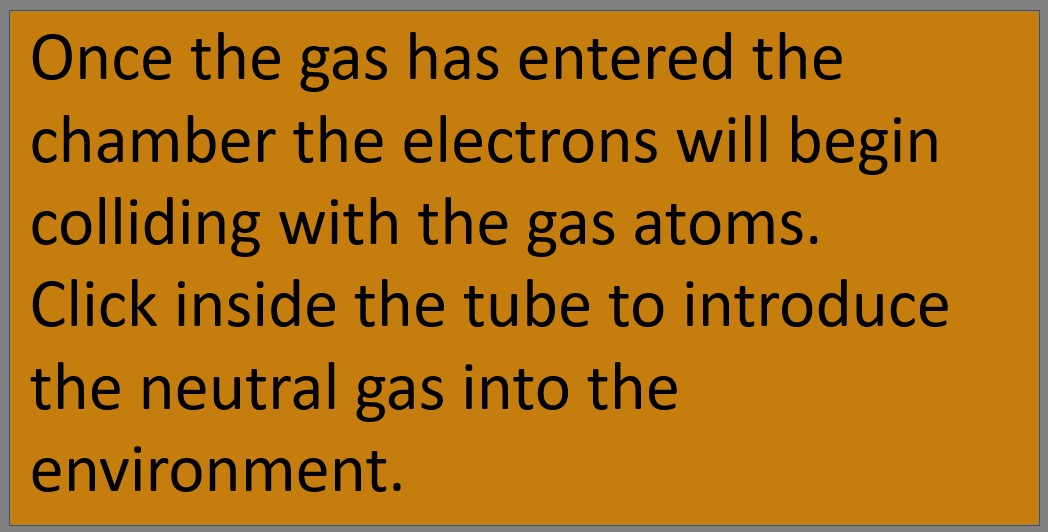 Once the gas has entered the
chamber the electrons will begin
colliding with the gas atoms.
Click inside the tube to introduce
the neutral gas into the
environment.